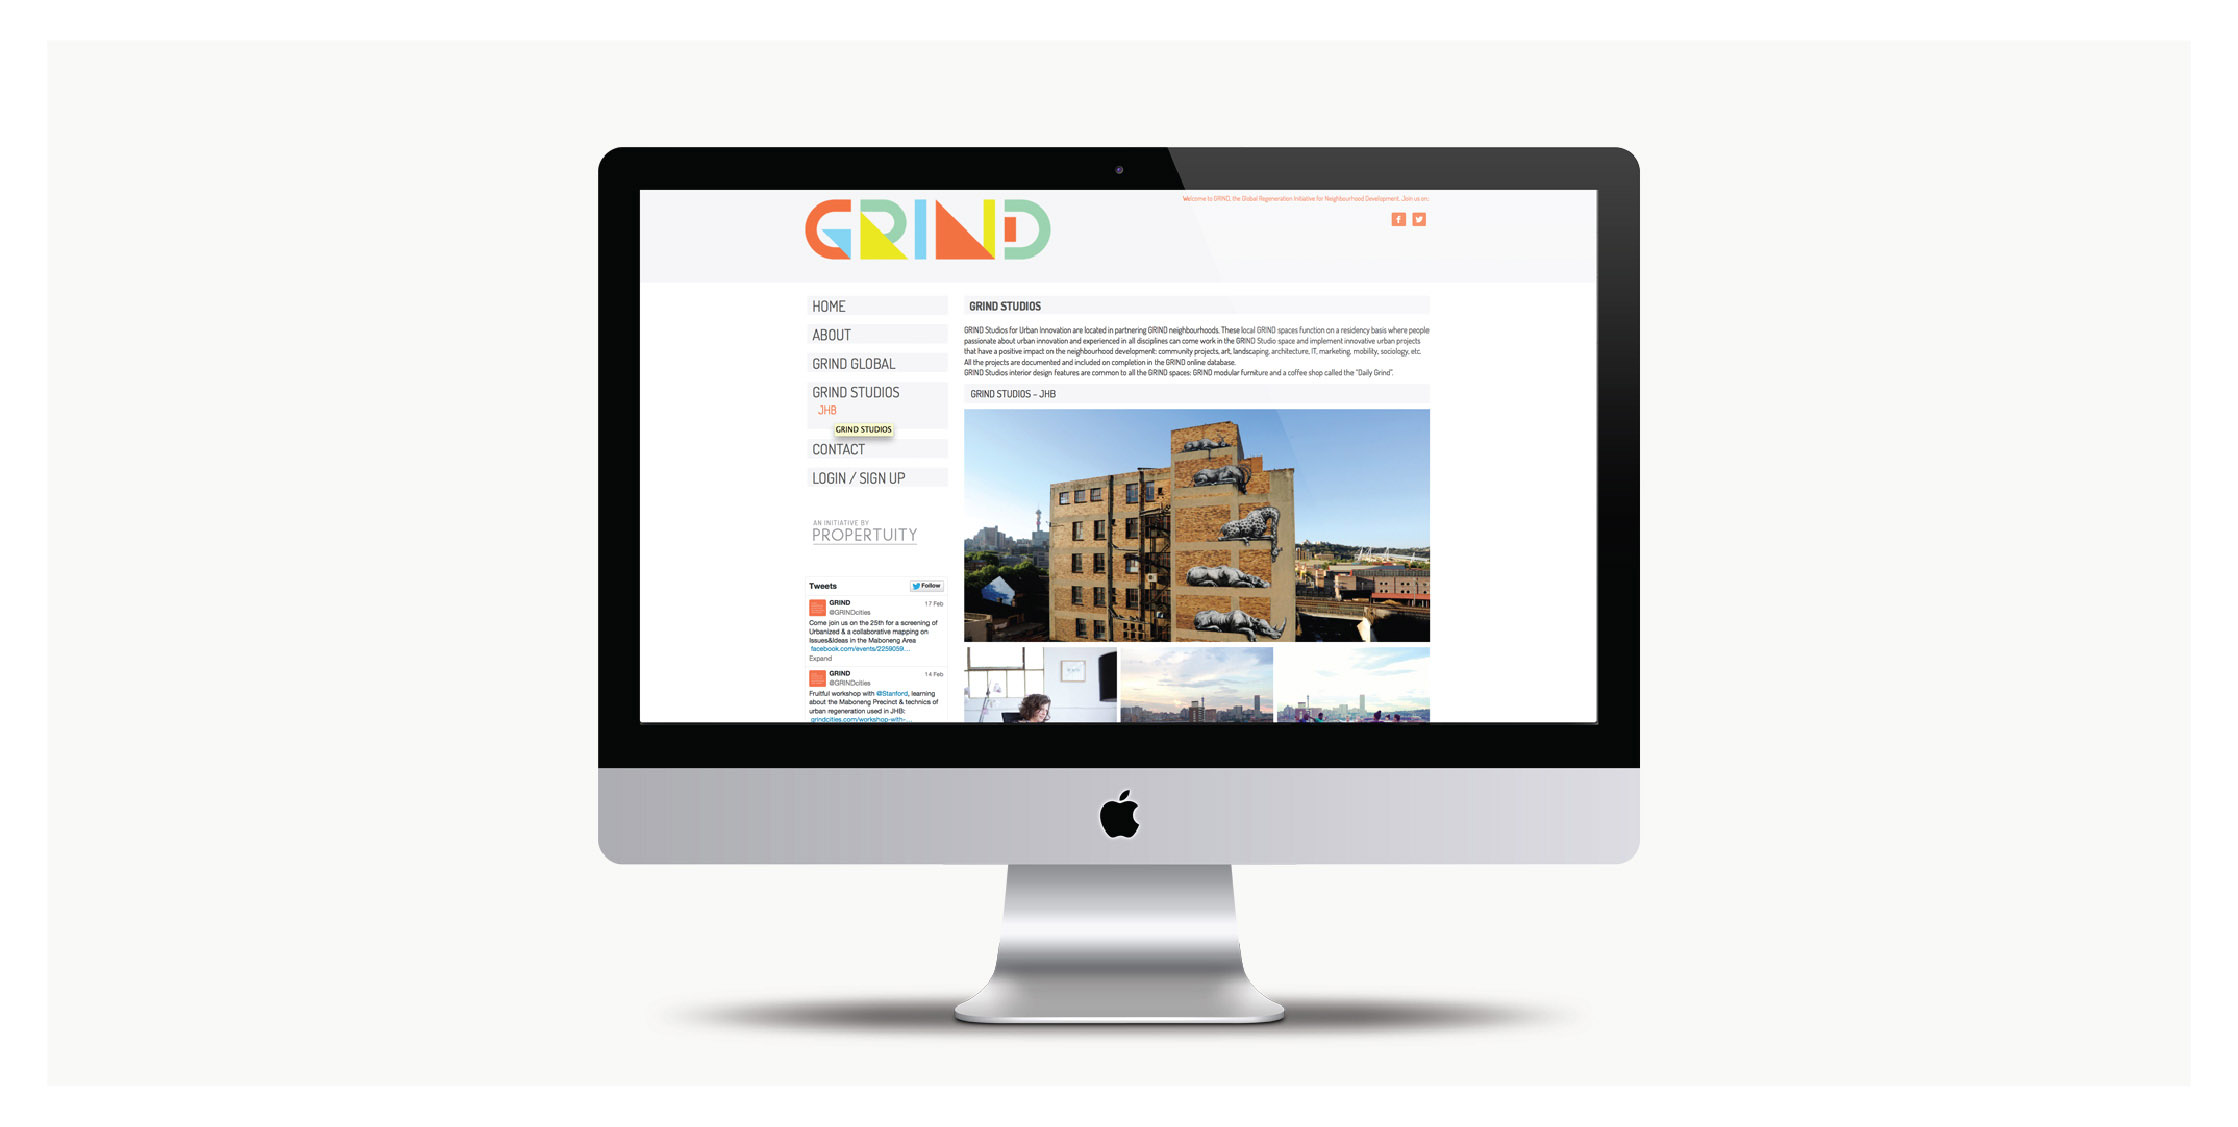 GRIND
Welcome to GRIND, the Global Regeneration Initiative for Neighbourhood Development. Join us on:
HOME
ABOUT
GRIND GLOBAL
GRIND STUDIOS
JHB
GRIND STUDIOS
CONTACT
LOGIN / SIGN UP
AN INITIATIVE BY
PROPERTUITY
Tweets
Follow
GRIND
17 Feb
@GRINDcities
Come join us on the 25th for a screening of
Urbanized & a collaborative mapping on
Issues&Ideas in the Maboneng Area
facebook.com/events/2259059...
Expand
GRIND
14 Feb
@GRINDcities
Fruitful workshop with @Stanford, learning
about the Maboneng Precinct & technics of
urban regeneration used in JHB:
grindcities.com/workshop-with-...
GRIND STUDIOS
GRIND Studios for Urban Innovation are located in partnering GRIND neighbourhoods. These local GRIND spaces function on a residency basis where people
passionate about urban innovation and experienced in all disciplines can come work in the GRIND Studio space and implement innovative urban projects
that have a positive impact on the neighbourhood development: community projects, art, landscaping, architecture, IT, marketing, mobility, sociology, etc.
All the projects are documented and included on completion in the GRIND online database.
GRIND Studios interior design features are common to all the GRIND spaces: GRIND modular furniture and a coffee shop called the "Daily Grind".
GRIND STUDIOS – JHB